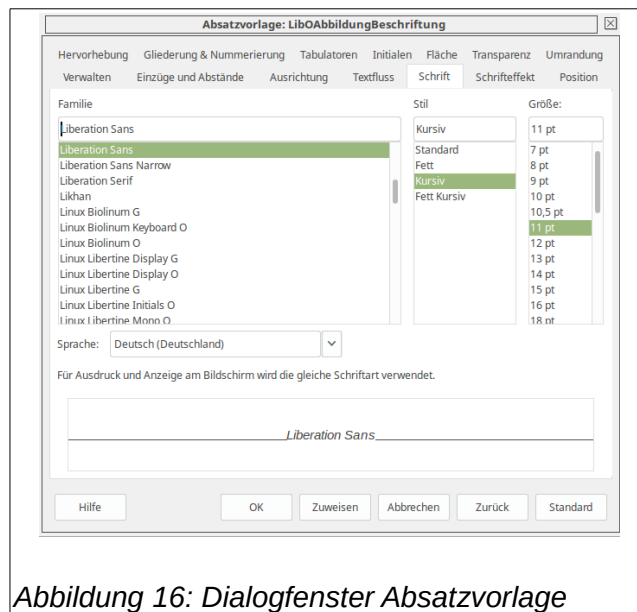 Absatzvorlage: LibOAbbildungBeschriftung
Hervorhebung Gliederung & Nummerierung Tabulatoren Initialen Fläche Transparenz Umrandung
Verwalten Einzüge und Abstände Ausrichtung Textfluss Schrift Schrifteffekt Position
Familie Stil Größe:
Liberation Sans Kursiv 11 pt
Liberation Sans Standard 7 pt
Liberation Sans Narrow Fett 8 pt
Liberation Serif Kursiv 9 pt
Likhan Fett Kursiv 10 pt
Linux Biolinum G 10,5 pt
Linux Biolinum Keyboard O 11 pt
Linux Biolinum O 12 pt
Linux Libertine Display G 13 pt
Linux Libertine Display O 14 pt
Linux Libertine G 15 pt
Linux Libertine Initials O 16 pt
Linux Libertine Mono O 18 pt
Sprache: Deutsch (Deutschland)
Für Ausdruck und Anzeige am Bildschirm wird die gleiche Schriftart verwendet.
Liberation Sans
Hilfe OK Zuweisen Abbrechen Zurück Standard
Abbildung 16: Dialogfenster Absatzvorlage